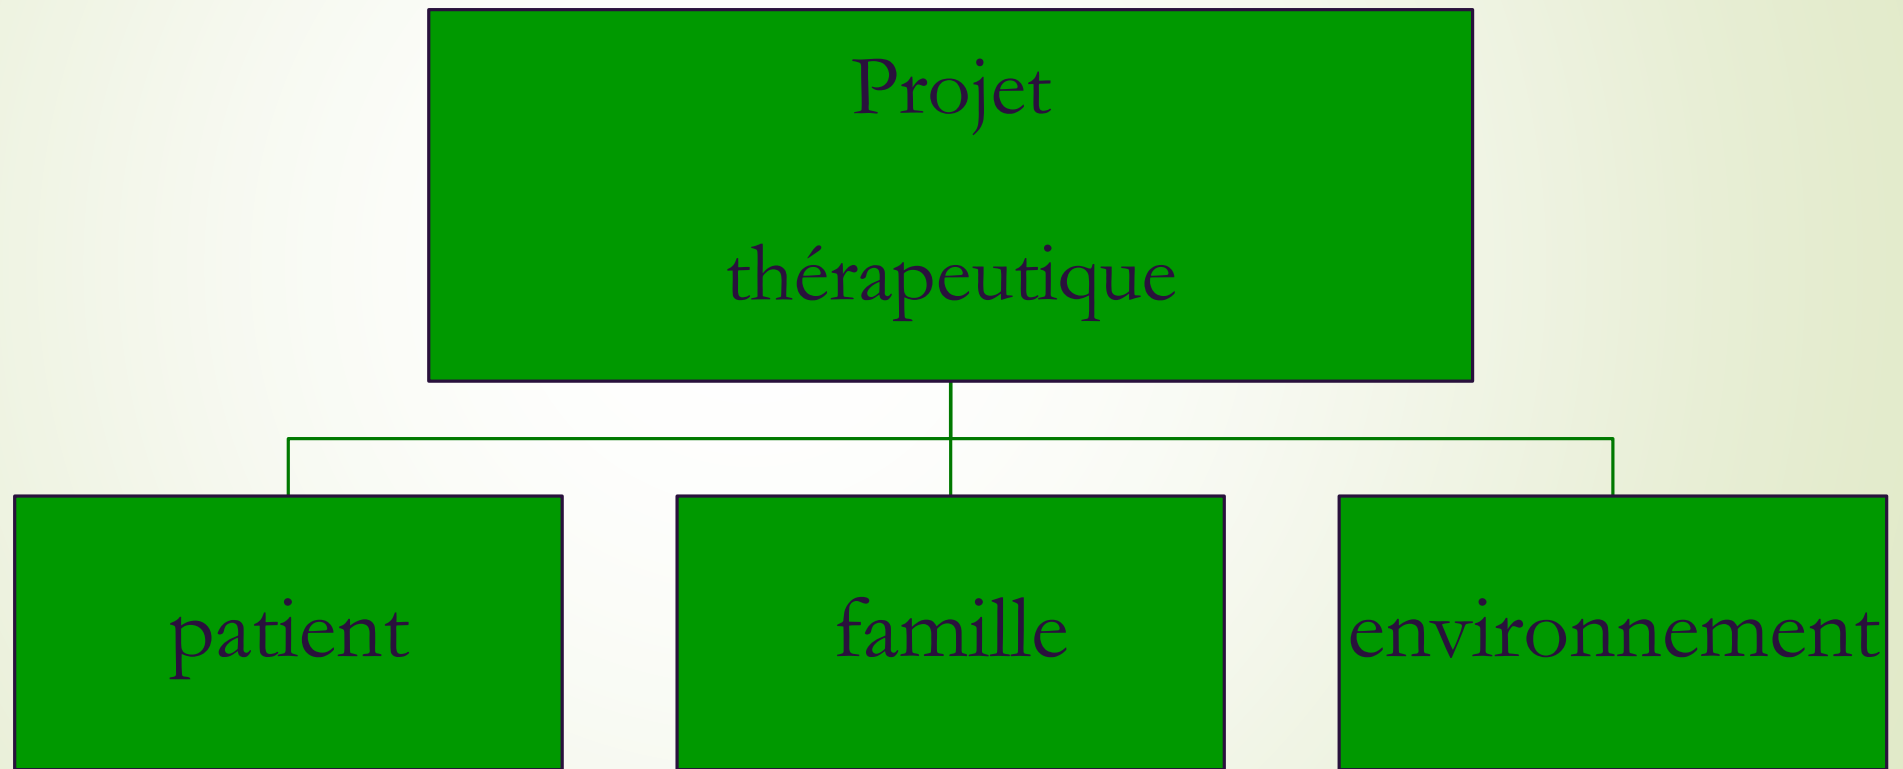 Projet
thérapeutique
patient
famille
environnement